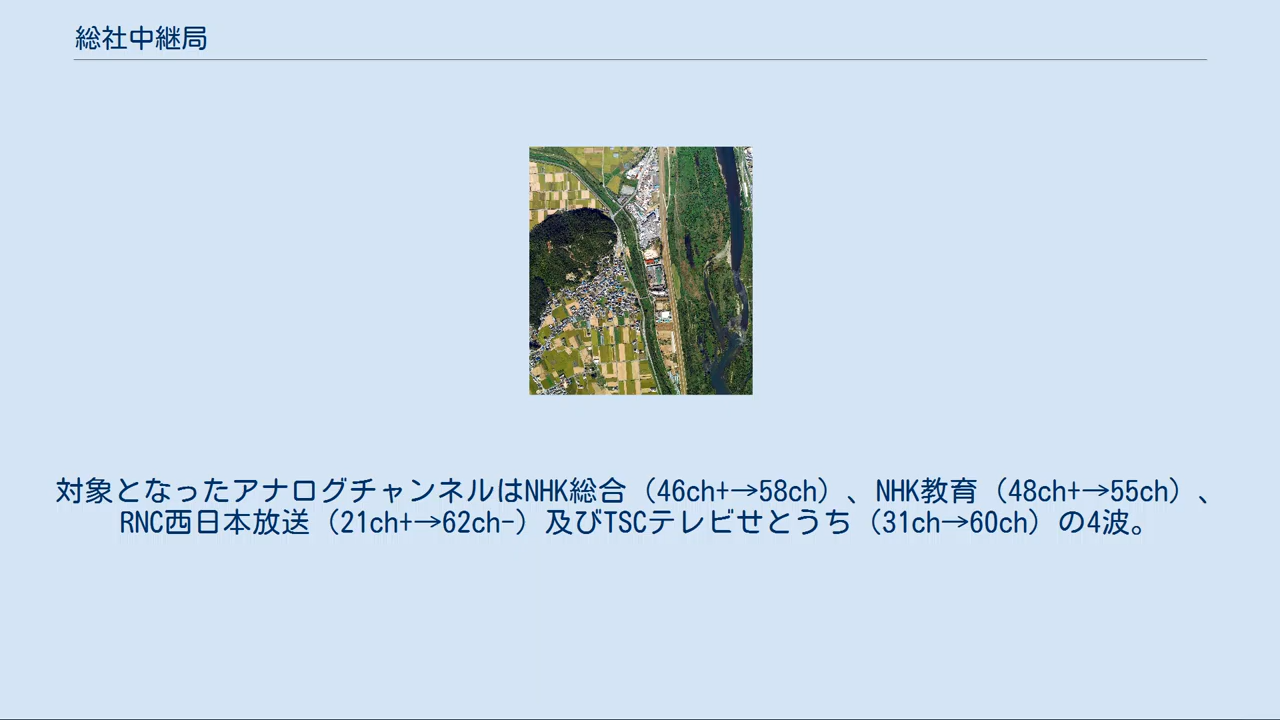 総社中継局
対象となったアナログチャンネルはNHK総合（46ch+→58ch）、NHK教育（48ch+→55ch）、
RNC西日本放送（21ch+→62ch-）及びTSCテレビせとうち（31ch→60ch）の4波。